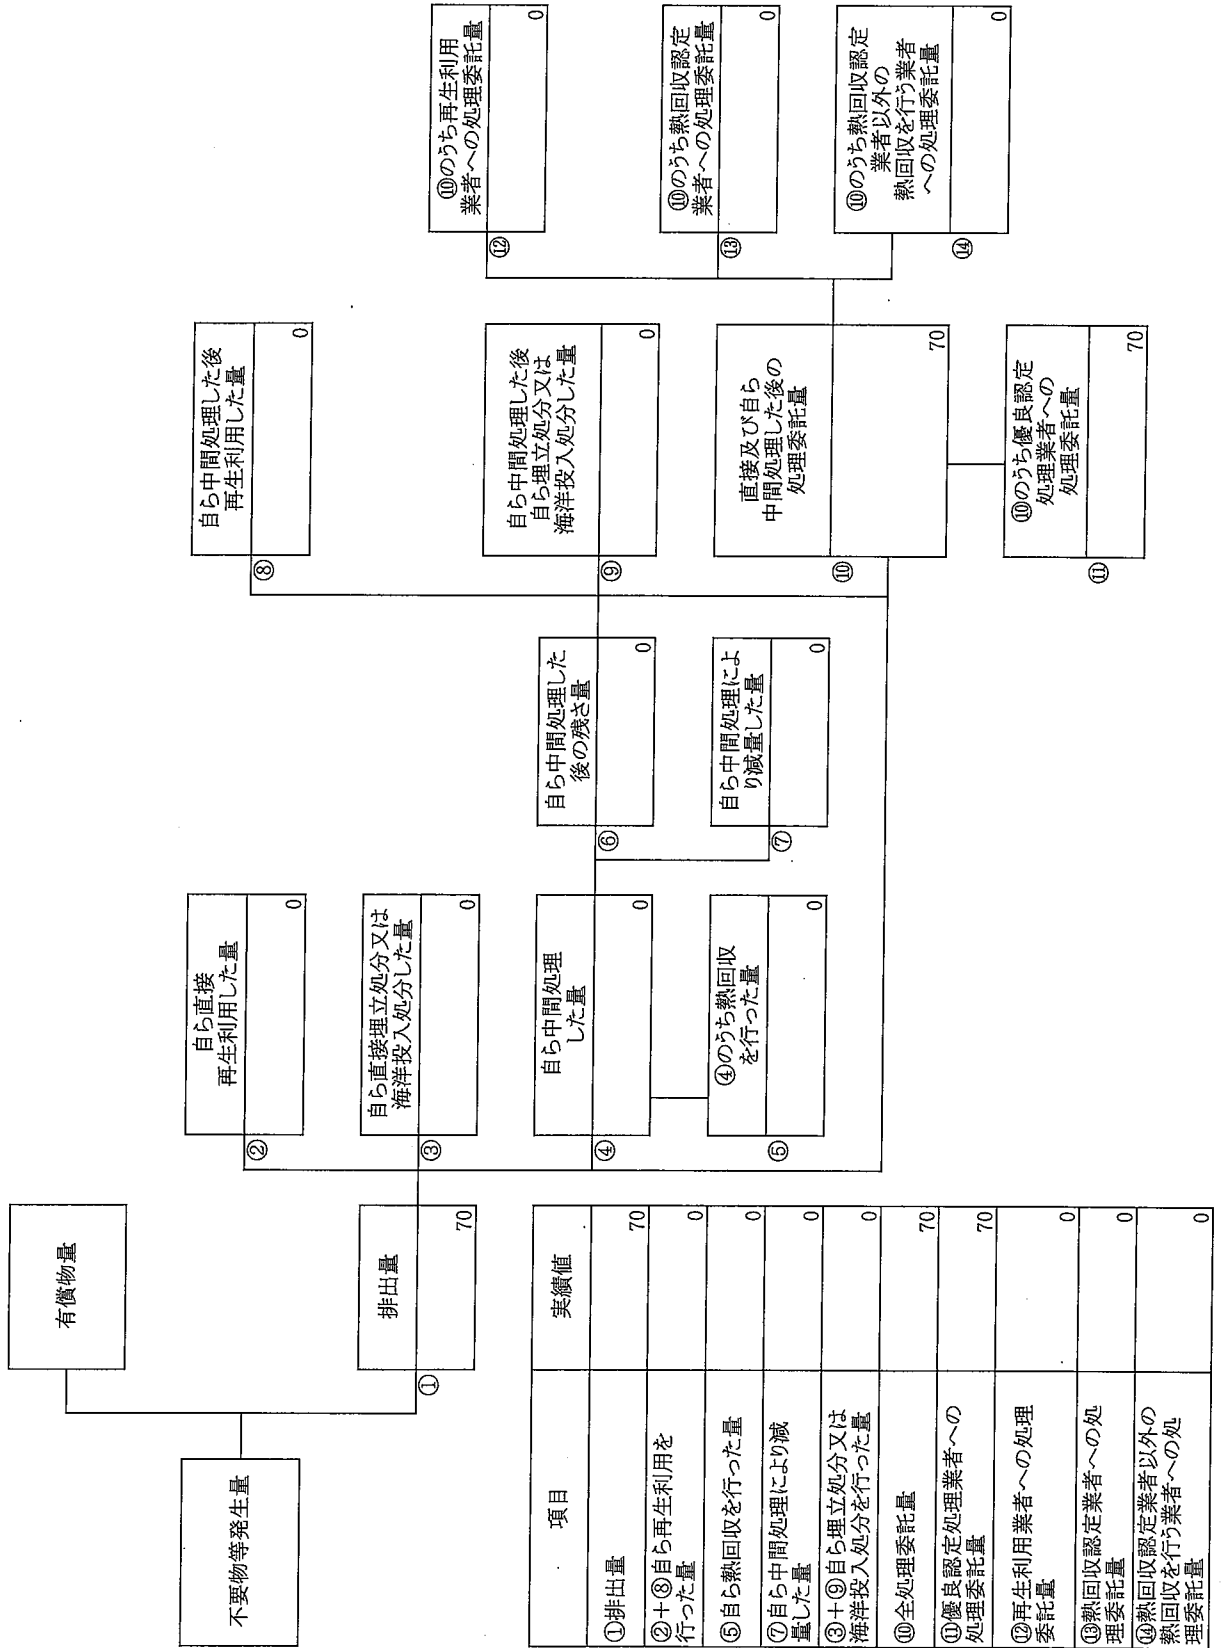 不要物等発生量
有償物量
①
排出量
70
②
自ら直接
再生利用した量
0
③
自ら直接埋立処分又は
海洋投入処分した量
0
④
自ら中間処理
した量
0
⑤
④のうち熱回収
を行った量
0
⑥
自ら中間処理した
後の残さ量
0
⑦
自ら中間処理によ
り減量した量
0
⑧
自ら中間処理した後
再生利用した量
0
⑨
自ら中間処理した後
自ら埋立処分又は
海洋投入処分した量
0
⑩
直接及び自ら
中間処理した後の
処理委託量
70
⑪
⑩のうち優良認定
処理業者への
処理委託量
70
⑫
⑩のうち再生利用
業者への処理委託量
0
⑬
⑩のうち熱回収認定
業者への処理委託量
0
⑭
⑩のうち熱回収認定
業者以外の
熱回収を行う業者
への処理委託量
0
項目 実績値
①排出量 70
②+⑧自ら再生利用を
行った量 0
⑤自ら熱回収を行った量 0
⑦自ら中間処理により減
量した量 0
③+⑨自ら埋立処分又は
海洋投入処分を行った量 0
⑩全処理委託量 70
⑪優良認定処理業者への
処理委託量 70
⑫再生利用業者への処理
委託量 0
⑬熱回収認定業者への処
理委託量 0
⑭熱回収認定業者以外の
熱回収を行う業者への処
理委託量 0